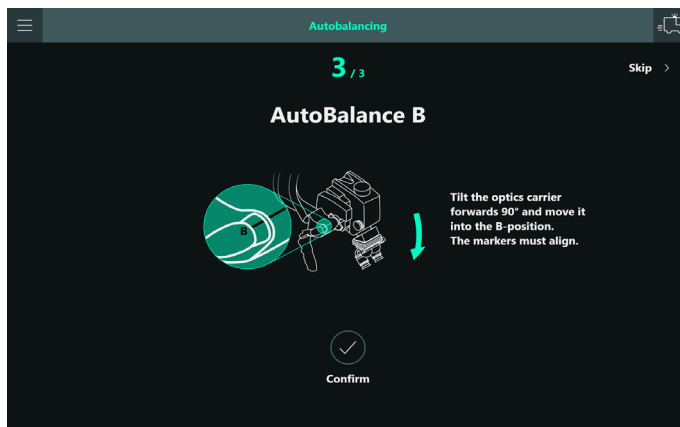 Autobalancing
3 / 3
Skip
AutoBalance B
B
Tilt the optics carrier
forwards 90° and move it
into the B-position.
The markers must align.
Confirm